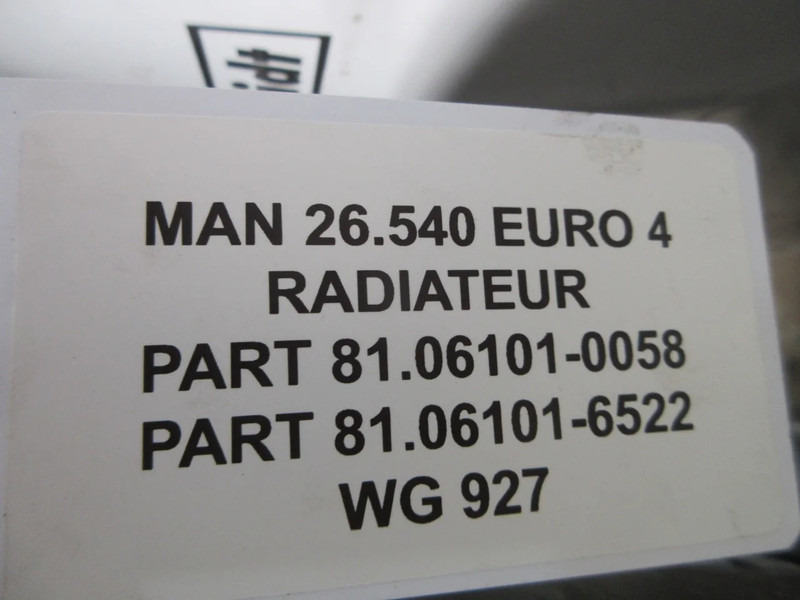 MAN 26.540 EURO 4
RADIATEUR
PART 81.06101-0058
PART 81.06101-6522
WG 927